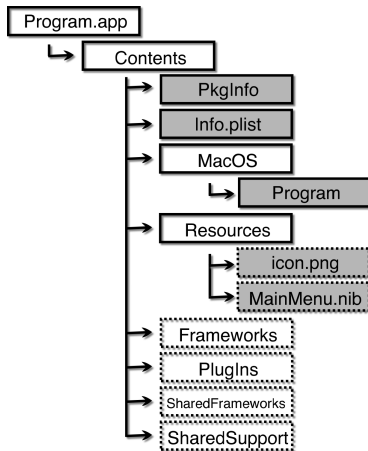 Program.app
Contents
PkgInfo
Info.plist
MacOS
Program
Resources
icon.png
MainMenu.nib
Frameworks
PlugIns
SharedFrameworks
SharedSupport